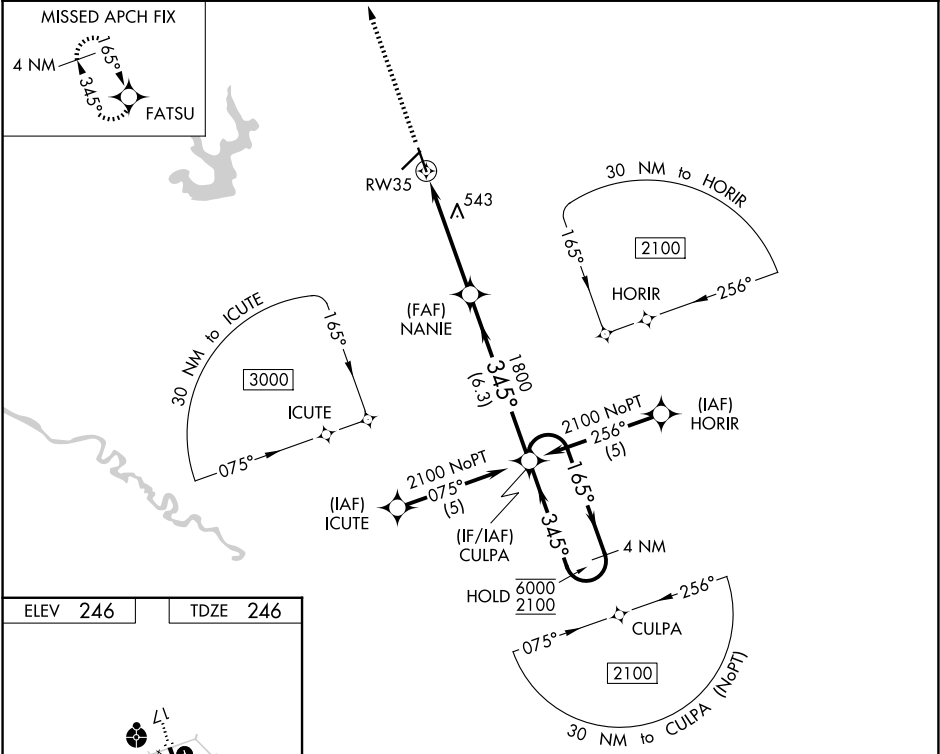 MISSED APCH FIX
4 NM
165°
345°
FATSU
RW35
543
30 NM to HORIR
165°
2100
HORIR
256°
(FAF)
NANIE
30 NM to ICUTE
165°
3000
ICUTE
075°
1800
345°
(6.3)
2100 NoPT
256°
(5)
(IAF)
HORIR
2100 NoPT
075°
(5)
(IAF)
ICUTE
(IF/IAF)
CULPA
165°
345°
4 NM
HOLD 6000
2100
256°
075°
CULPA
2100
30 NM to CULPA (NoPT)
ELEV 246
TDZE 246
17